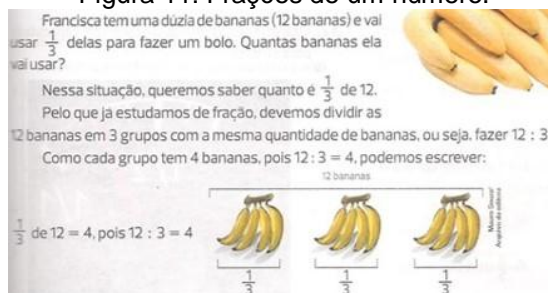 Figura 11: Frações de um número.
Francisca tem uma dúzia de bananas (12 bananas) e vai
usar 1/3 delas para fazer um bolo. Quantas bananas ela
vai usar?
Nessa situação, queremos saber quanto é 1/3 de 12.
Pelo que já estudamos de fração, devemos dividir as
12 bananas em 3 grupos com a mesma quantidade de bananas, ou seja, fazer 12 : 3
Como cada grupo tem 4 bananas, pois 12 : 3 = 4, podemos escrever:
12 bananas
1/3 de 12 = 4, pois 12 : 3 = 4
1/3 1/3 1/3